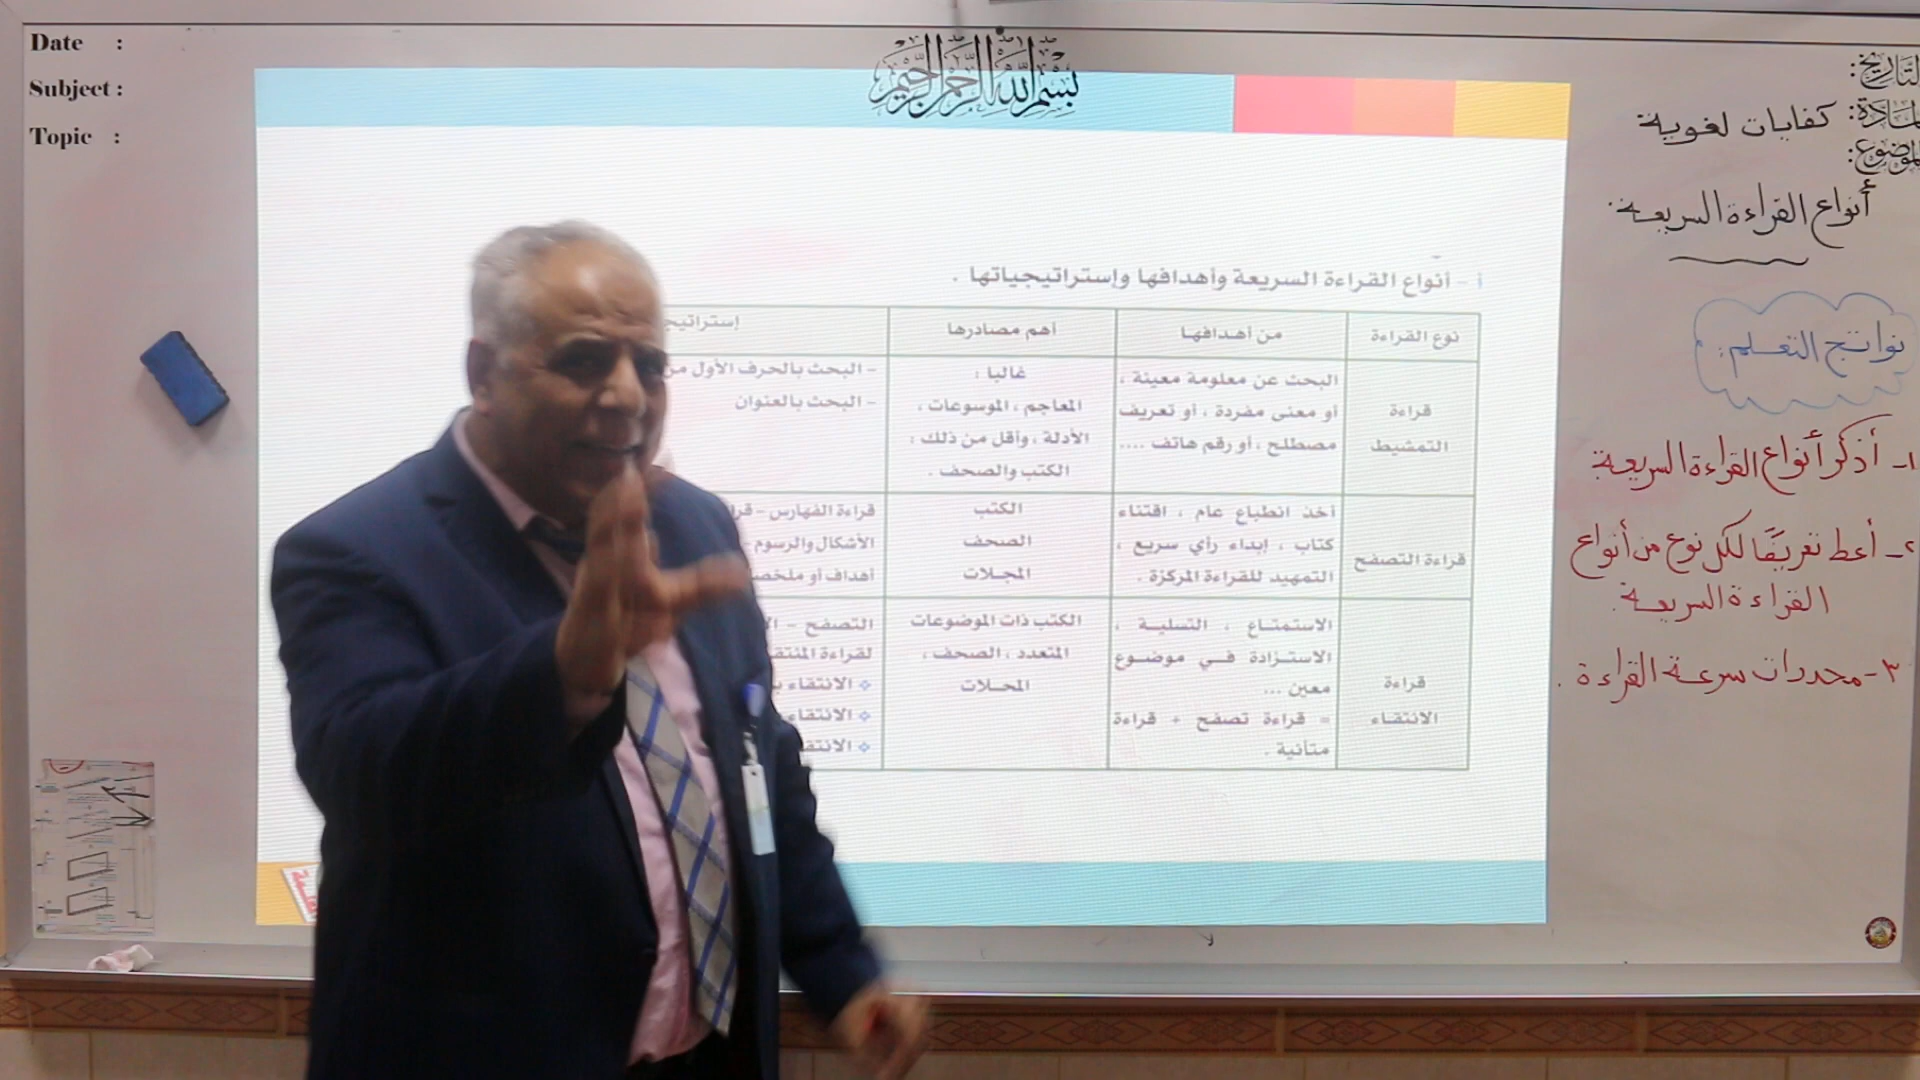 Date :
Subject :
Topic :
بسم الله الرحمن الرحيم
التاريخ:
المادة: كفايات لغوية
الموضوع:
أنواع القراءة السريعة.
نواتج التعلم:
١- أذكر أنواع القراءة السريعة
٢- أعط تعريفًا لكل نوع من أنواع
القراءة السريعة.
٣- محددات سرعة القراءة.
أ - أنواع القراءة السريعة وأهدافها وإستراتيجياتها .
نوع القراءة
من أهدافها
أهم مصادرها
قراءة
التمشيط
البحث عن معلومة معينة ،
أو معنى مفردة ، أو تعريف
مصطلح ، أو رقم هاتف ....
غالبا :
المعاجم ، الموسوعات ،
الأدلة ، وأقل من ذلك :
الكتب والصحف .
- البحث بالحرف الأول من
- البحث بالعنوان
قراءة التصفح
أخذ انطباع عام ، اقتناء
كتاب ، إبداء رأي سريع ،
التمهيد للقراءة المركزة .
الكتب
الصحف
المجلات
قراءة الفهارس -
الأشكال والرسوم -
أهداف أو
قراءة
الانتقاء
الاستمتاع ، التسلية ،
الاستزادة في موضوع
معين ...
= قراءة تصفح + قراءة
متأنية .
الكتب ذات الموضوعات
المتعدد ، الصحف ،
المجلات
التصفح -
لقراءة
❖ الانتقاء
❖ الانتقاء
❖